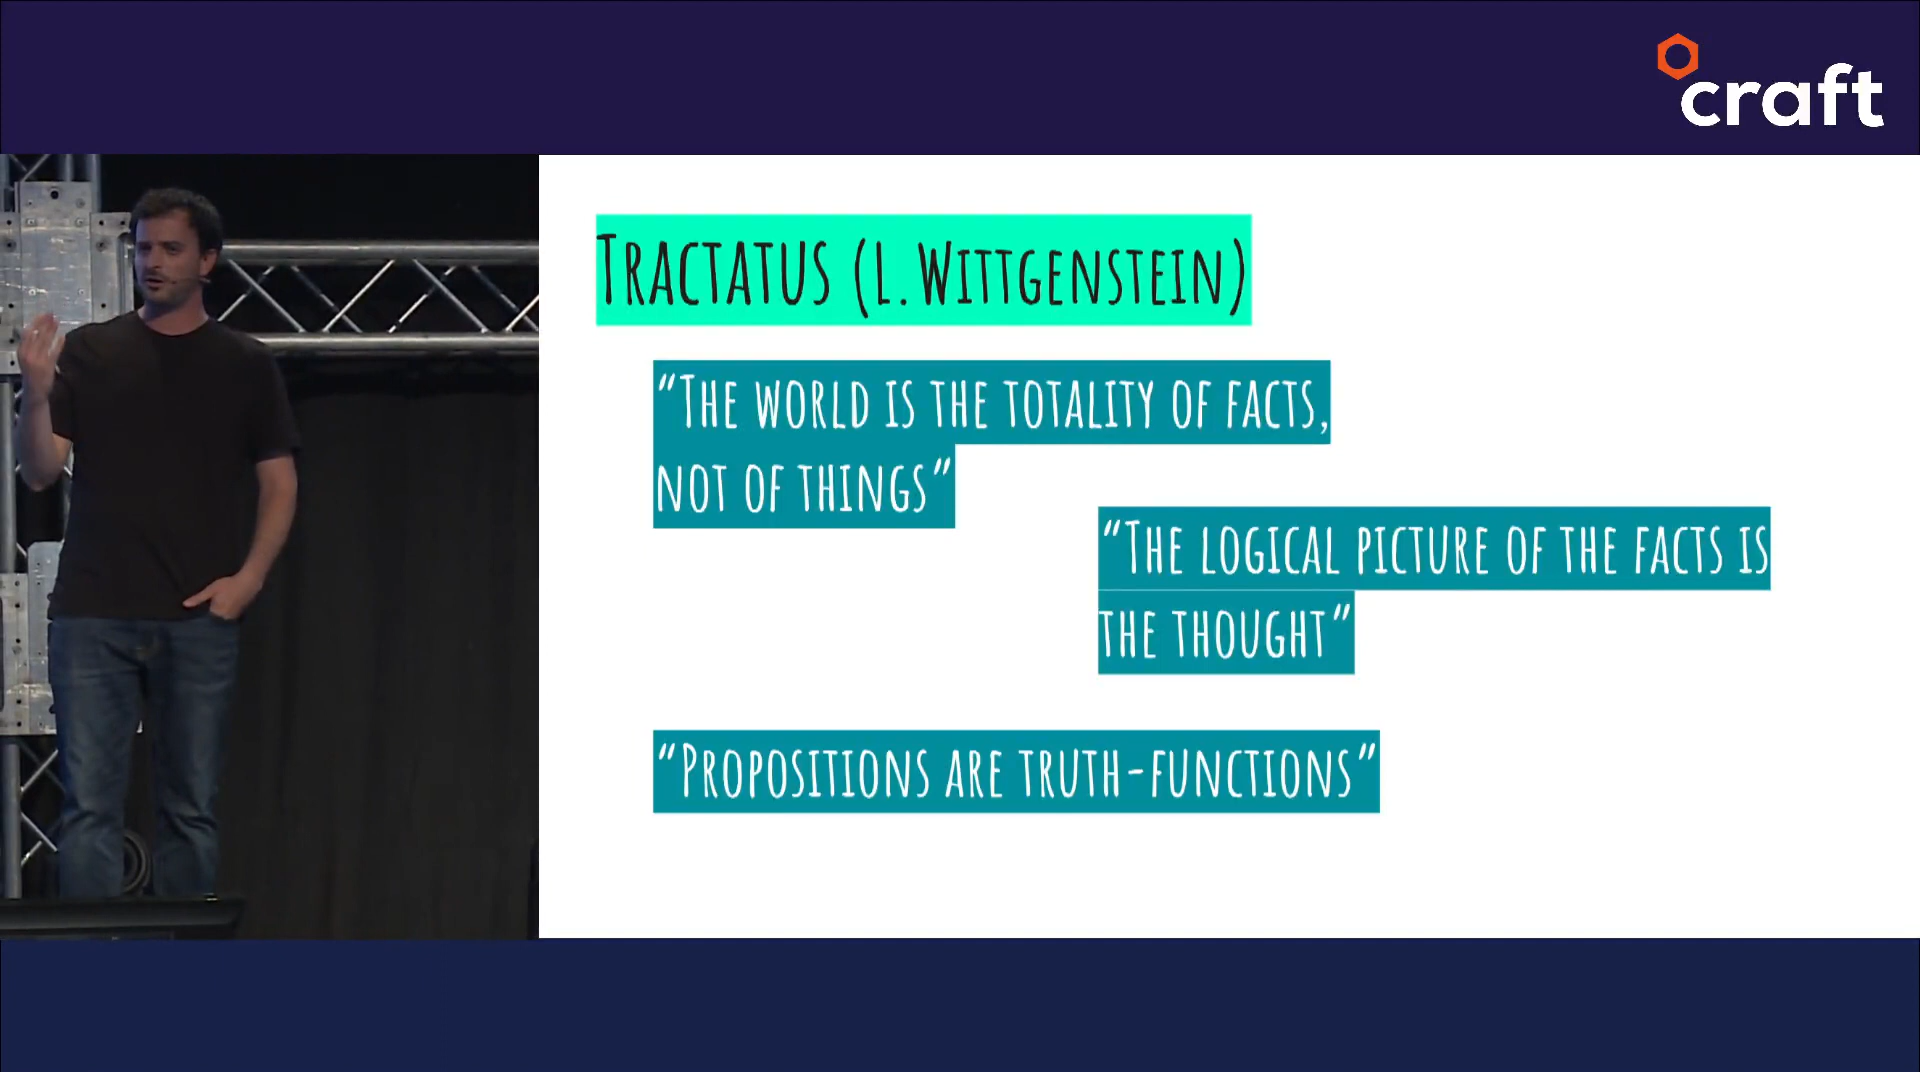 craft
TRACTATUS (L. WITTGENSTEIN)
“THE WORLD IS THE TOTALITY OF FACTS,
NOT OF THINGS”
“THE LOGICAL PICTURE OF THE FACTS IS
THE THOUGHT”
“PROPOSITIONS ARE TRUTH-FUNCTIONS”